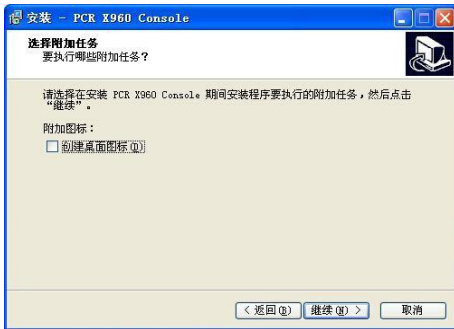 安装 - PCR X960 Console
选择附加任务
要执行哪些附加任务？
请选择在安装 PCR X960 Console 期间安装程序要执行的附加任务，然后点击
“继续”。
附加图标：
创建桌面图标(D)
< 返回(B)
继续(N) >
取消